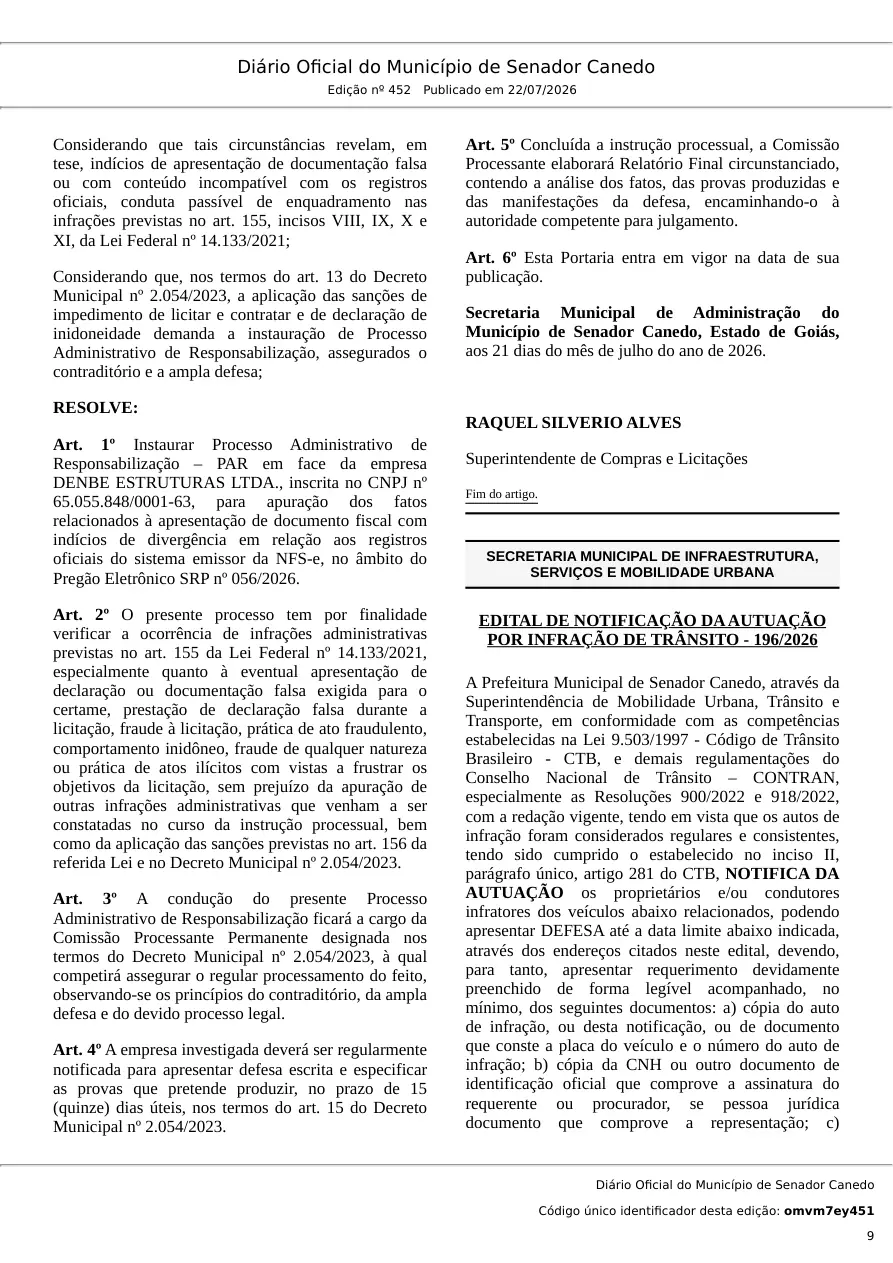 Diário Oficial do Município de Senador Canedo
Edição nº 452 Publicado em 22/07/2026
Considerando que tais circunstâncias revelam, em
tese, indícios de apresentação de documentação falsa
ou com conteúdo incompatível com os registros
oficiais, conduta passível de enquadramento nas
infrações previstas no art. 155, incisos VIII, IX, X e
XI, da Lei Federal nº 14.133/2021;
Considerando que, nos termos do art. 13 do Decreto
Municipal nº 2.054/2023, a aplicação das sanções de
impedimento de licitar e contratar e de declaração de
inidoneidade demanda a instauração de Processo
Administrativo de Responsabilização, assegurados o
contraditório e a ampla defesa;
RESOLVE:
Art. 1º Instaurar Processo Administrativo de
Responsabilização – PAR em face da empresa
DENBE ESTRUTURAS LTDA., inscrita no CNPJ nº
65.055.848/0001-63, para apuração dos fatos
relacionados à apresentação de documento fiscal com
indícios de divergência em relação aos registros
oficiais do sistema emissor da NFS-e, no âmbito do
Pregão Eletrônico SRP nº 056/2026.
Art. 2º O presente processo tem por finalidade
verificar a ocorrência de infrações administrativas
previstas no art. 155 da Lei Federal nº 14.133/2021,
especialmente quanto à eventual apresentação de
declaração ou documentação falsa exigida para o
certame, prestação de declaração falsa durante a
licitação, fraude à licitação, prática de ato fraudulento,
comportamento inidôneo, fraude de qualquer natureza
ou prática de atos ilícitos com vistas a frustrar os
objetivos da licitação, sem prejuízo da apuração de
outras infrações administrativas que venham a ser
constatadas no curso da instrução processual, bem
como da aplicação das sanções previstas no art. 156 da
referida Lei e no Decreto Municipal nº 2.054/2023.
Art. 3º A condução do presente Processo
Administrativo de Responsabilização ficará a cargo da
Comissão Processante Permanente designada nos
termos do Decreto Municipal nº 2.054/2023, à qual
competirá assegurar o regular processamento do feito,
observando-se os princípios do contraditório, da ampla
defesa e do devido processo legal.
Art. 4º A empresa investigada deverá ser regularmente
notificada para apresentar defesa escrita e especificar
as provas que pretende produzir, no prazo de 15
(quinze) dias úteis, nos termos do art. 15 do Decreto
Municipal nº 2.054/2023.
Art. 5º Concluída a instrução processual, a Comissão
Processante elaborará Relatório Final circunstanciado,
contendo a análise dos fatos, das provas produzidas e
das manifestações da defesa, encaminhando-o à
autoridade competente para julgamento.
Art. 6º Esta Portaria entra em vigor na data de sua
publicação.
Secretaria Municipal de Administração do
Município de Senador Canedo, Estado de Goiás,
aos 21 dias do mês de julho do ano de 2026.
RAQUEL SILVERIO ALVES
Superintendente de Compras e Licitações
Fim do artigo.
SECRETARIA MUNICIPAL DE INFRAESTRUTURA,
SERVIÇOS E MOBILIDADE URBANA
EDITAL DE NOTIFICAÇÃO DA AUTUAÇÃO
POR INFRAÇÃO DE TRÂNSITO - 196/2026
A Prefeitura Municipal de Senador Canedo, através da
Superintendência de Mobilidade Urbana, Trânsito e
Transporte, em conformidade com as competências
estabelecidas na Lei 9.503/1997 - Código de Trânsito
Brasileiro - CTB, e demais regulamentações do
Conselho Nacional de Trânsito – CONTRAN,
especialmente as Resoluções 900/2022 e 918/2022,
com a redação vigente, tendo em vista que os autos de
infração foram considerados regulares e consistentes,
tendo sido cumprido o estabelecido no inciso II,
parágrafo único, artigo 281 do CTB, NOTIFICA DA
AUTUAÇÃO os proprietários e/ou condutores
infratores dos veículos abaixo relacionados, podendo
apresentar DEFESA até a data limite abaixo indicada,
através dos endereços citados neste edital, devendo,
para tanto, apresentar requerimento devidamente
preenchido de forma legível acompanhado, no
mínimo, dos seguintes documentos: a) cópia do auto
de infração, ou desta notificação, ou de documento
que conste a placa do veículo e o número do auto de
infração; b) cópia da CNH ou outro documento de
identificação oficial que comprove a assinatura do
requerente ou procurador, se pessoa jurídica
documento que comprove a representação; c)
Diário Oficial do Município de Senador Canedo
Código único identificador desta edição: omvm7ey451
9